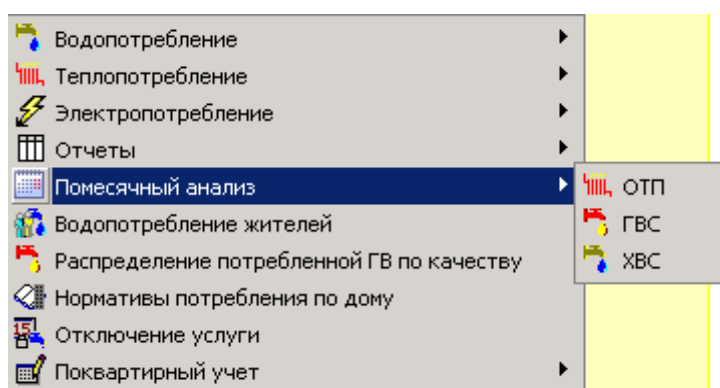 Водопотребление
Теплопотребление
Электропотребление
Отчеты
Помесячный анализ
ОТП
ГВС
ХВС
Водопотребление жителей
Распределение потребленной ГВ по качеству
Нормативы потребления по дому
15
Отключение услуги
Поквартирный учет